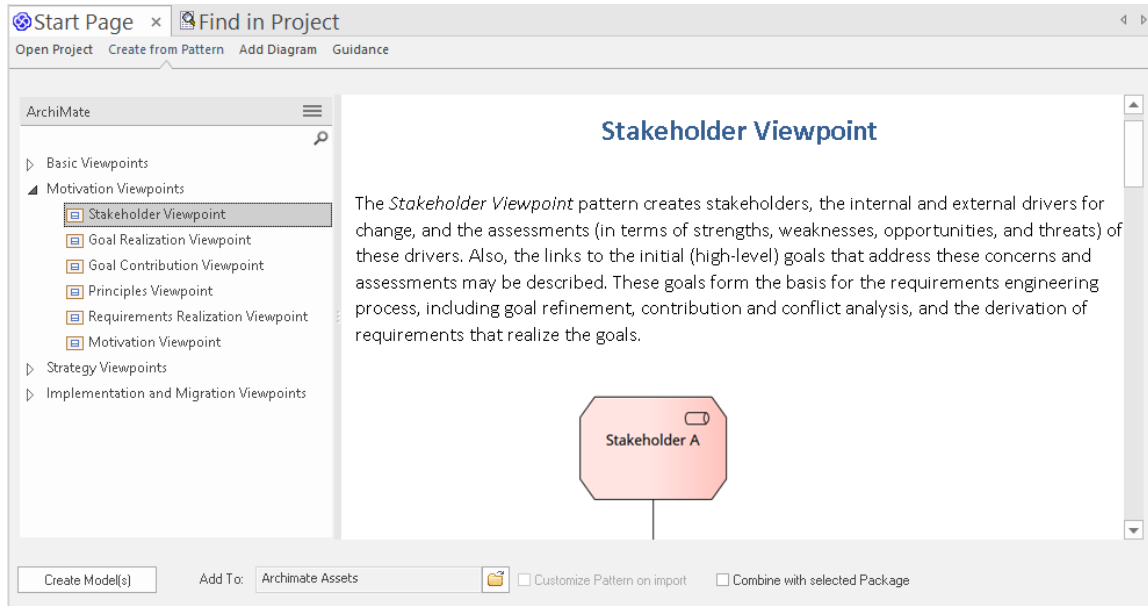 Start Page × Find in Project
Open Project Create from Pattern Add Diagram Guidance
ArchiMate
Basic Viewpoints
Motivation Viewpoints
Stakeholder Viewpoint
Goal Realization Viewpoint
Goal Contribution Viewpoint
Principles Viewpoint
Requirements Realization Viewpoint
Motivation Viewpoint
Strategy Viewpoints
Implementation and Migration Viewpoints
Stakeholder Viewpoint
The Stakeholder Viewpoint pattern creates stakeholders, the internal and external drivers for
change, and the assessments (in terms of strengths, weaknesses, opportunities, and threats) of
these drivers. Also, the links to the initial (high-level) goals that address these concerns and
assessments may be described. These goals form the basis for the requirements engineering
process, including goal refinement, contribution and conflict analysis, and the derivation of
requirements that realize the goals.
Stakeholder A
Create Model(s) Add To: Archimate Assets Customize Pattern on import Combine with selected Package